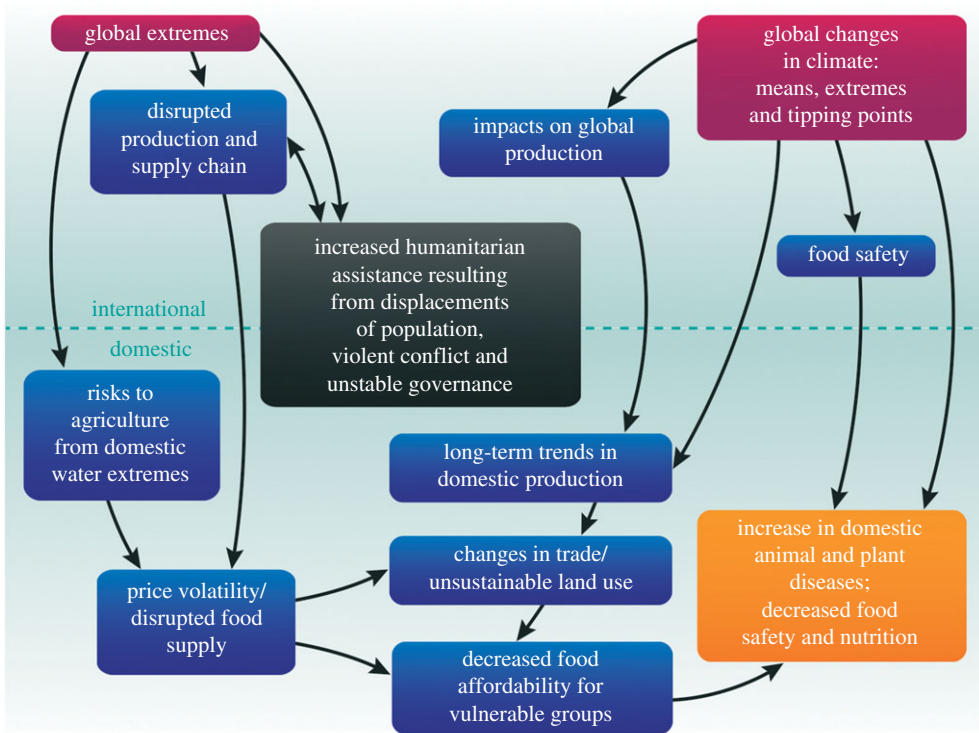 global extremes
disrupted
production and
supply chain
impacts on global
production
global changes
in climate:
means, extremes
and tipping points
increased humanitarian
assistance resulting
from displacements
of population,
violent conflict and
unstable governance
food safety
international
domestic
risks to
agriculture
from domestic
water extremes
long-term trends in
domestic production
price volatility/
disrupted food
supply
changes in trade/
unsustainable land use
decreased food
affordability for
vulnerable groups
increase in domestic
animal and plant
diseases;
decreased food
safety and nutrition